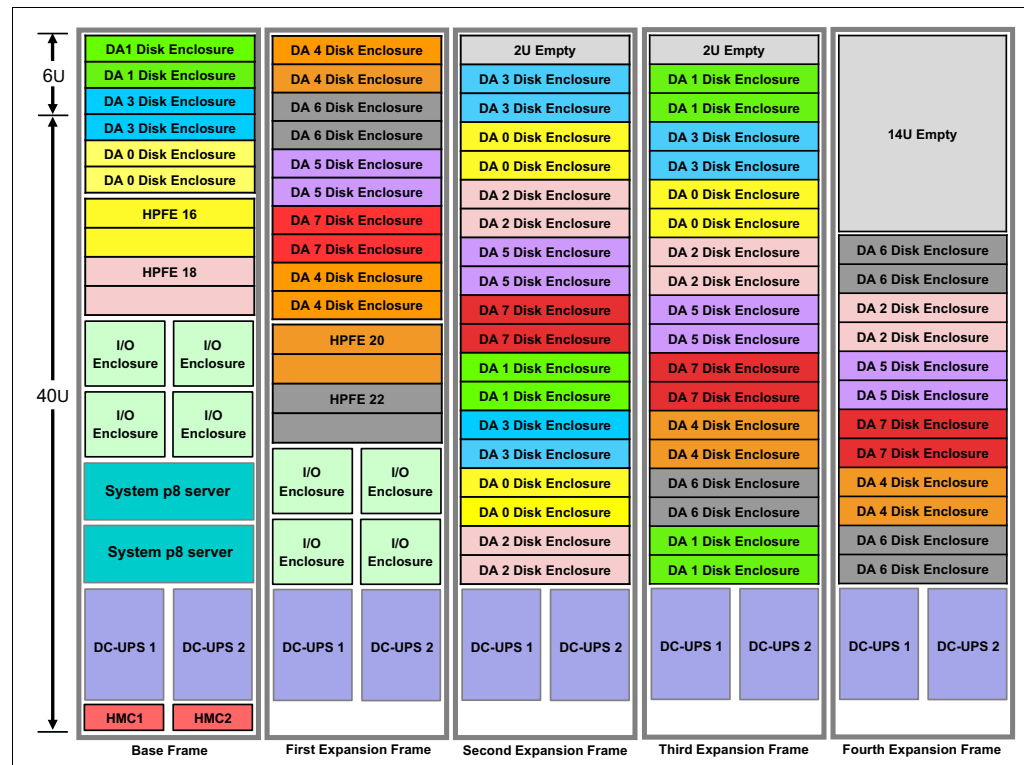 6U
40U
DA1 Disk Enclosure
DA 1 Disk Enclosure
DA 3 Disk Enclosure
DA 3 Disk Enclosure
DA 0 Disk Enclosure
DA 0 Disk Enclosure
HPFE 16
HPFE 18
I/O
Enclosure
I/O
Enclosure
I/O
Enclosure
I/O
Enclosure
System p8 server
System p8 server
DC-UPS 1
DC-UPS 2
HMC1
HMC2
Base Frame
DA 4 Disk Enclosure
DA 4 Disk Enclosure
DA 6 Disk Enclosure
DA 6 Disk Enclosure
DA 5 Disk Enclosure
DA 5 Disk Enclosure
DA 7 Disk Enclosure
DA 7 Disk Enclosure
DA 4 Disk Enclosure
DA 4 Disk Enclosure
HPFE 20
HPFE 22
I/O
Enclosure
I/O
Enclosure
I/O
Enclosure
I/O
Enclosure
DC-UPS 1
DC-UPS 2
First Expansion Frame
2U Empty
DA 3 Disk Enclosure
DA 3 Disk Enclosure
DA 0 Disk Enclosure
DA 0 Disk Enclosure
DA 2 Disk Enclosure
DA 2 Disk Enclosure
DA 5 Disk Enclosure
DA 5 Disk Enclosure
DA 7 Disk Enclosure
DA 7 Disk Enclosure
DA 1 Disk Enclosure
DA 1 Disk Enclosure
DA 3 Disk Enclosure
DA 3 Disk Enclosure
DA 0 Disk Enclosure
DA 0 Disk Enclosure
DA 2 Disk Enclosure
DA 2 Disk Enclosure
DC-UPS 1
DC-UPS 2
Second Expansion Frame
2U Empty
DA 1 Disk Enclosure
DA 1 Disk Enclosure
DA 3 Disk Enclosure
DA 3 Disk Enclosure
DA 0 Disk Enclosure
DA 0 Disk Enclosure
DA 2 Disk Enclosure
DA 2 Disk Enclosure
DA 5 Disk Enclosure
DA 5 Disk Enclosure
DA 7 Disk Enclosure
DA 7 Disk Enclosure
DA 4 Disk Enclosure
DA 4 Disk Enclosure
DA 6 Disk Enclosure
DA 6 Disk Enclosure
DA 1 Disk Enclosure
DA 1 Disk Enclosure
DC-UPS 1
DC-UPS 2
Third Expansion Frame
14U Empty
DA 6 Disk Enclosure
DA 6 Disk Enclosure
DA 2 Disk Enclosure
DA 2 Disk Enclosure
DA 5 Disk Enclosure
DA 5 Disk Enclosure
DA 7 Disk Enclosure
DA 7 Disk Enclosure
DA 4 Disk Enclosure
DA 4 Disk Enclosure
DA 6 Disk Enclosure
DA 6 Disk Enclosure
DC-UPS 1
DC-UPS 2
Fourth Expansion Frame